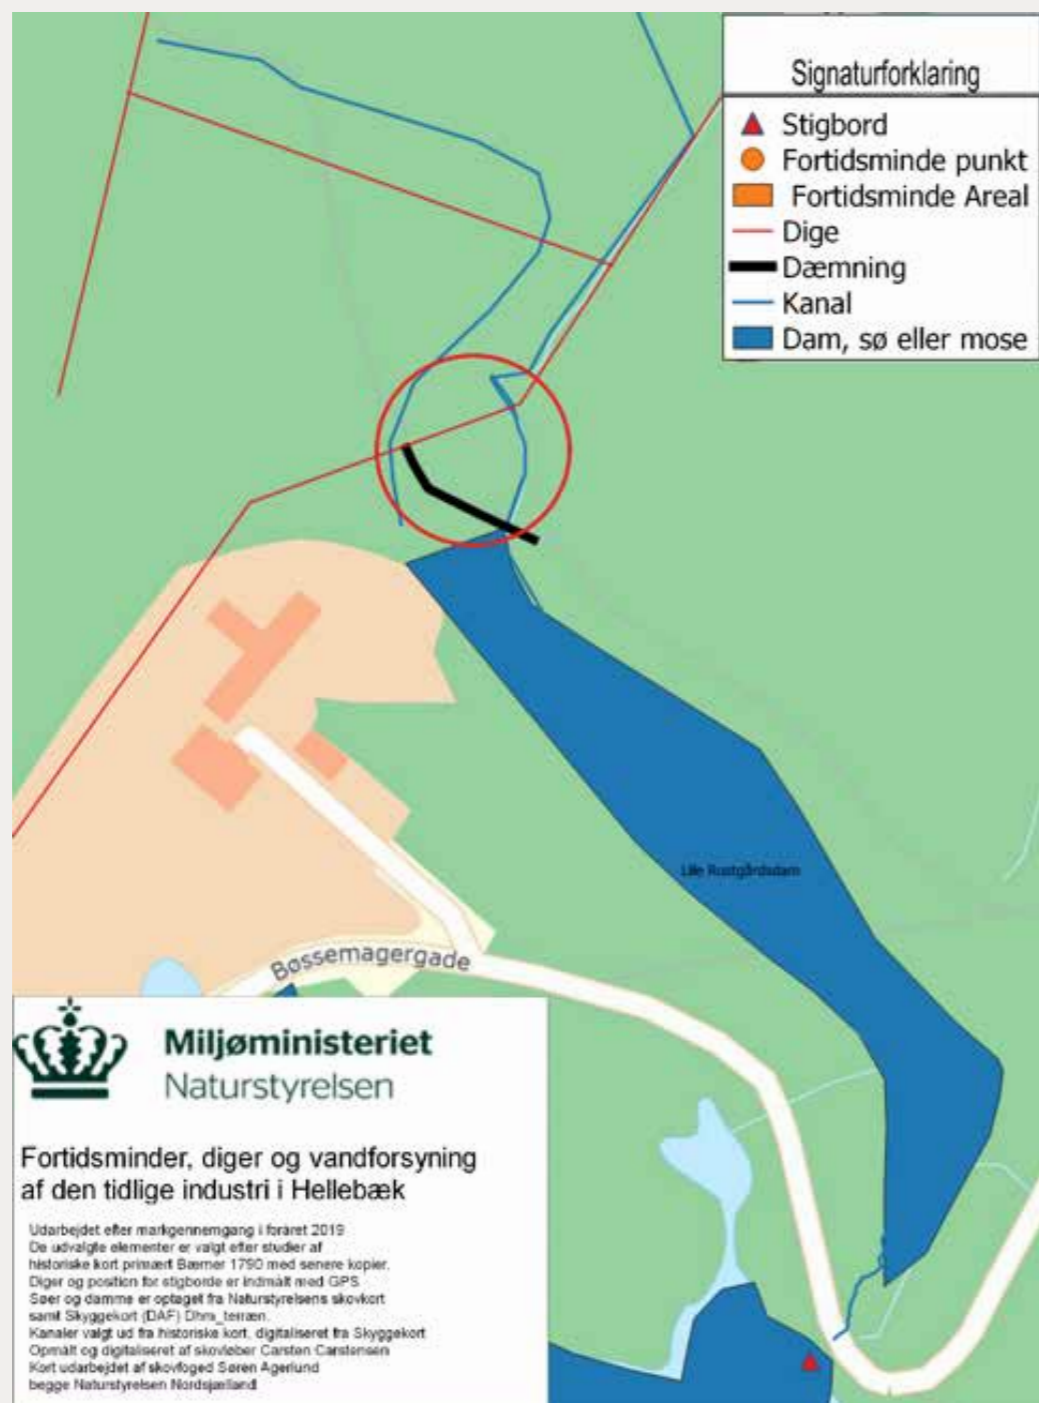 Signaturforklaring
Stigbord
Fortidsminde punkt
Fortidsminde Areal
Dige
Dæmning
Kanal
Dam, sø eller mose
Lille Rustgårdsdam
Bøssemagergade
Miljøministeriet
Naturstyrelsen
Fortidsminder, diger og vandforsyning
af den tidlige industri i Hellebæk
Udarbejdet efter markgennemgang i foråret 2019
De udvalgte elementer er valgt efter studier af
historiske kort primært Bærner 1790 med senere kopier.
Diger og position for stigborde er indmålt med GPS.
Søer og damme er optaget fra Naturstyrelsens skovkort
samt Skyggekort (DAF) Dhm_terræn.
Kanaler valgt ud fra historiske kort, digitaliseret fra Skyggekort
Opmålt og digitaliseret af skovløber Carsten Carstensen
Kort udarbejdet af skovfoged Søren Agerlund
begge Naturstyrelsen Nordsjælland